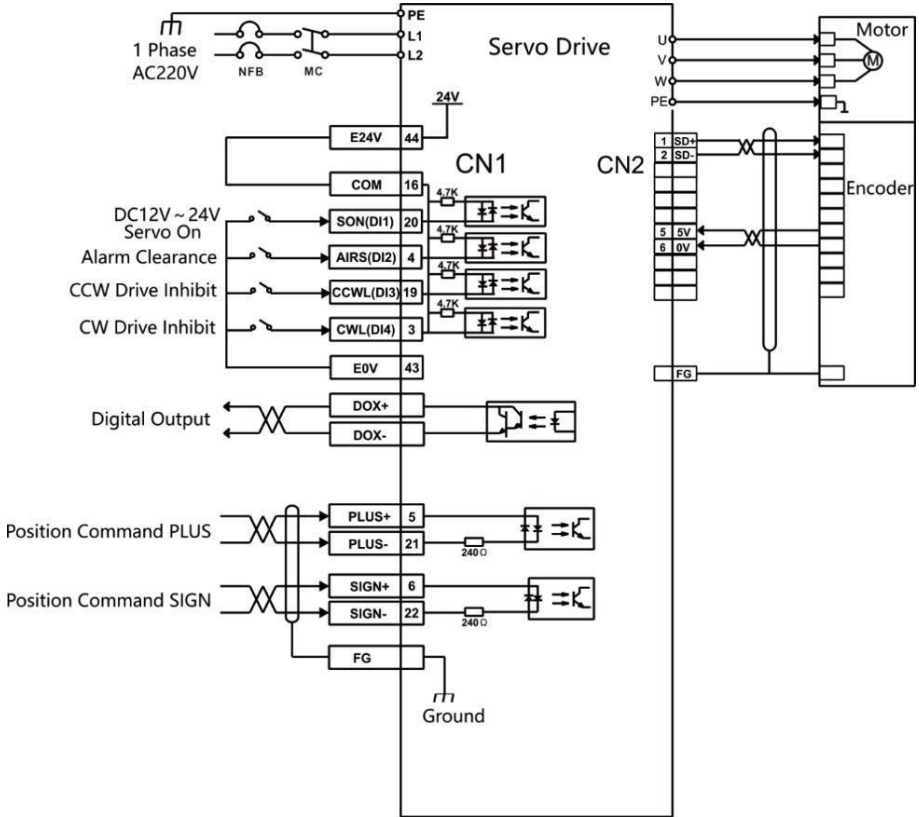 PE
L1
L2
1 Phase
AC220V
NFB
MC
Servo Drive
Motor
U
V
W
PE
M
24V
E24V 44
CN1
CN2
COM 16
4.7K
DC12V ~ 24V
Servo On
SON(DI1) 20
4.7K
Alarm Clearance
AIRS(DI2) 4
4.7K
CCW Drive Inhibit
CCWL(DI3) 19
4.7K
CW Drive Inhibit
CWL(DI4) 3
E0V 43
1 SD+
2 SD-
Encoder
5 5V
6 0V
FG
Digital Output
DOX+
DOX-
Position Command PLUS
PLUS+ 5
PLUS- 21
240Ω
Position Command SIGN
SIGN+ 6
SIGN- 22
240Ω
FG
Ground